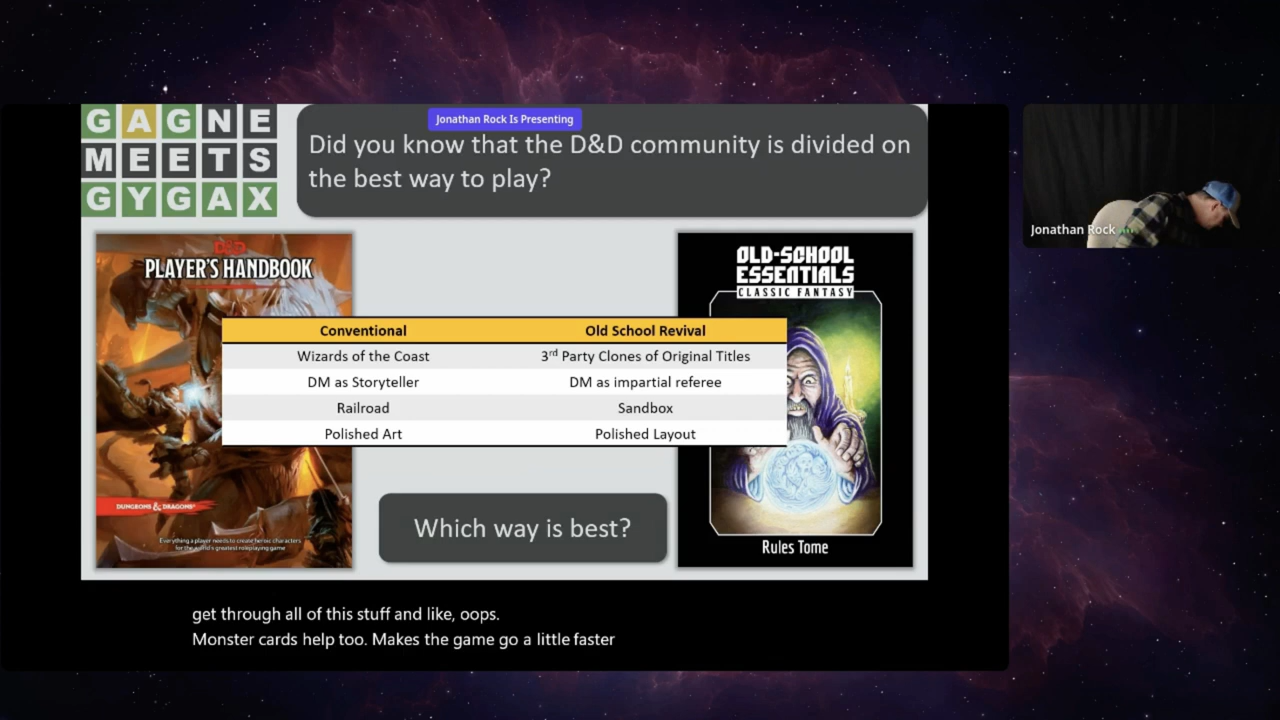 GAGNE
MEETS
GYGAX
Jonathan Rock Is Presenting
Did you know that the D&D community is divided on
the best way to play?
D&D
PLAYER'S HANDBOOK
DUNGEONS & DRAGONS®
Everything a player needs to create heroic characters
for the world's greatest roleplaying game
OLD-SCHOOL
ESSENTIALS
CLASSIC FANTASY
Rules Tome
Conventional Old School Revival
Wizards of the Coast 3rd Party Clones of Original Titles
DM as Storyteller DM as impartial referee
Railroad Sandbox
Polished Art Polished Layout
Which way is best?
Jonathan Rock
get through all of this stuff and like, oops.
Monster cards help too. Makes the game go a little faster